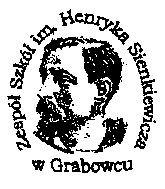 Zespół Szkół im. Henryka Sienkiewicza
w Grabowcu